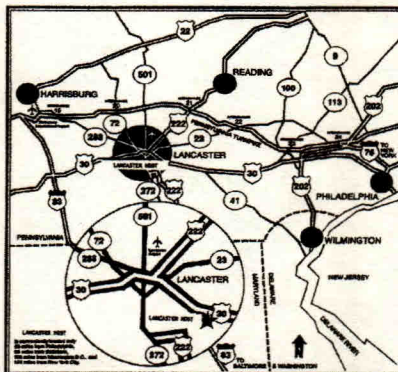 22
9
HARRISBURG
501
READING
100
113
202
72
222
283
23
PENNSYLVANIA TURNPIKE
TO
NEW
YORK
76
LANCASTER
LANCASTER HOST
30
30
272
222
41
202
PHILADELPHIA
83
501
WILMINGTON
PENNSYLVANIA
72
222
283
23
LANCASTER
30
30
LANCASTER HOST
MARYLAND
DELAWARE
NEW JERSEY
DELAWARE RIVER
272
222
LANCASTER HOST
N
83
TO BALTIMORE & WASHINGTON